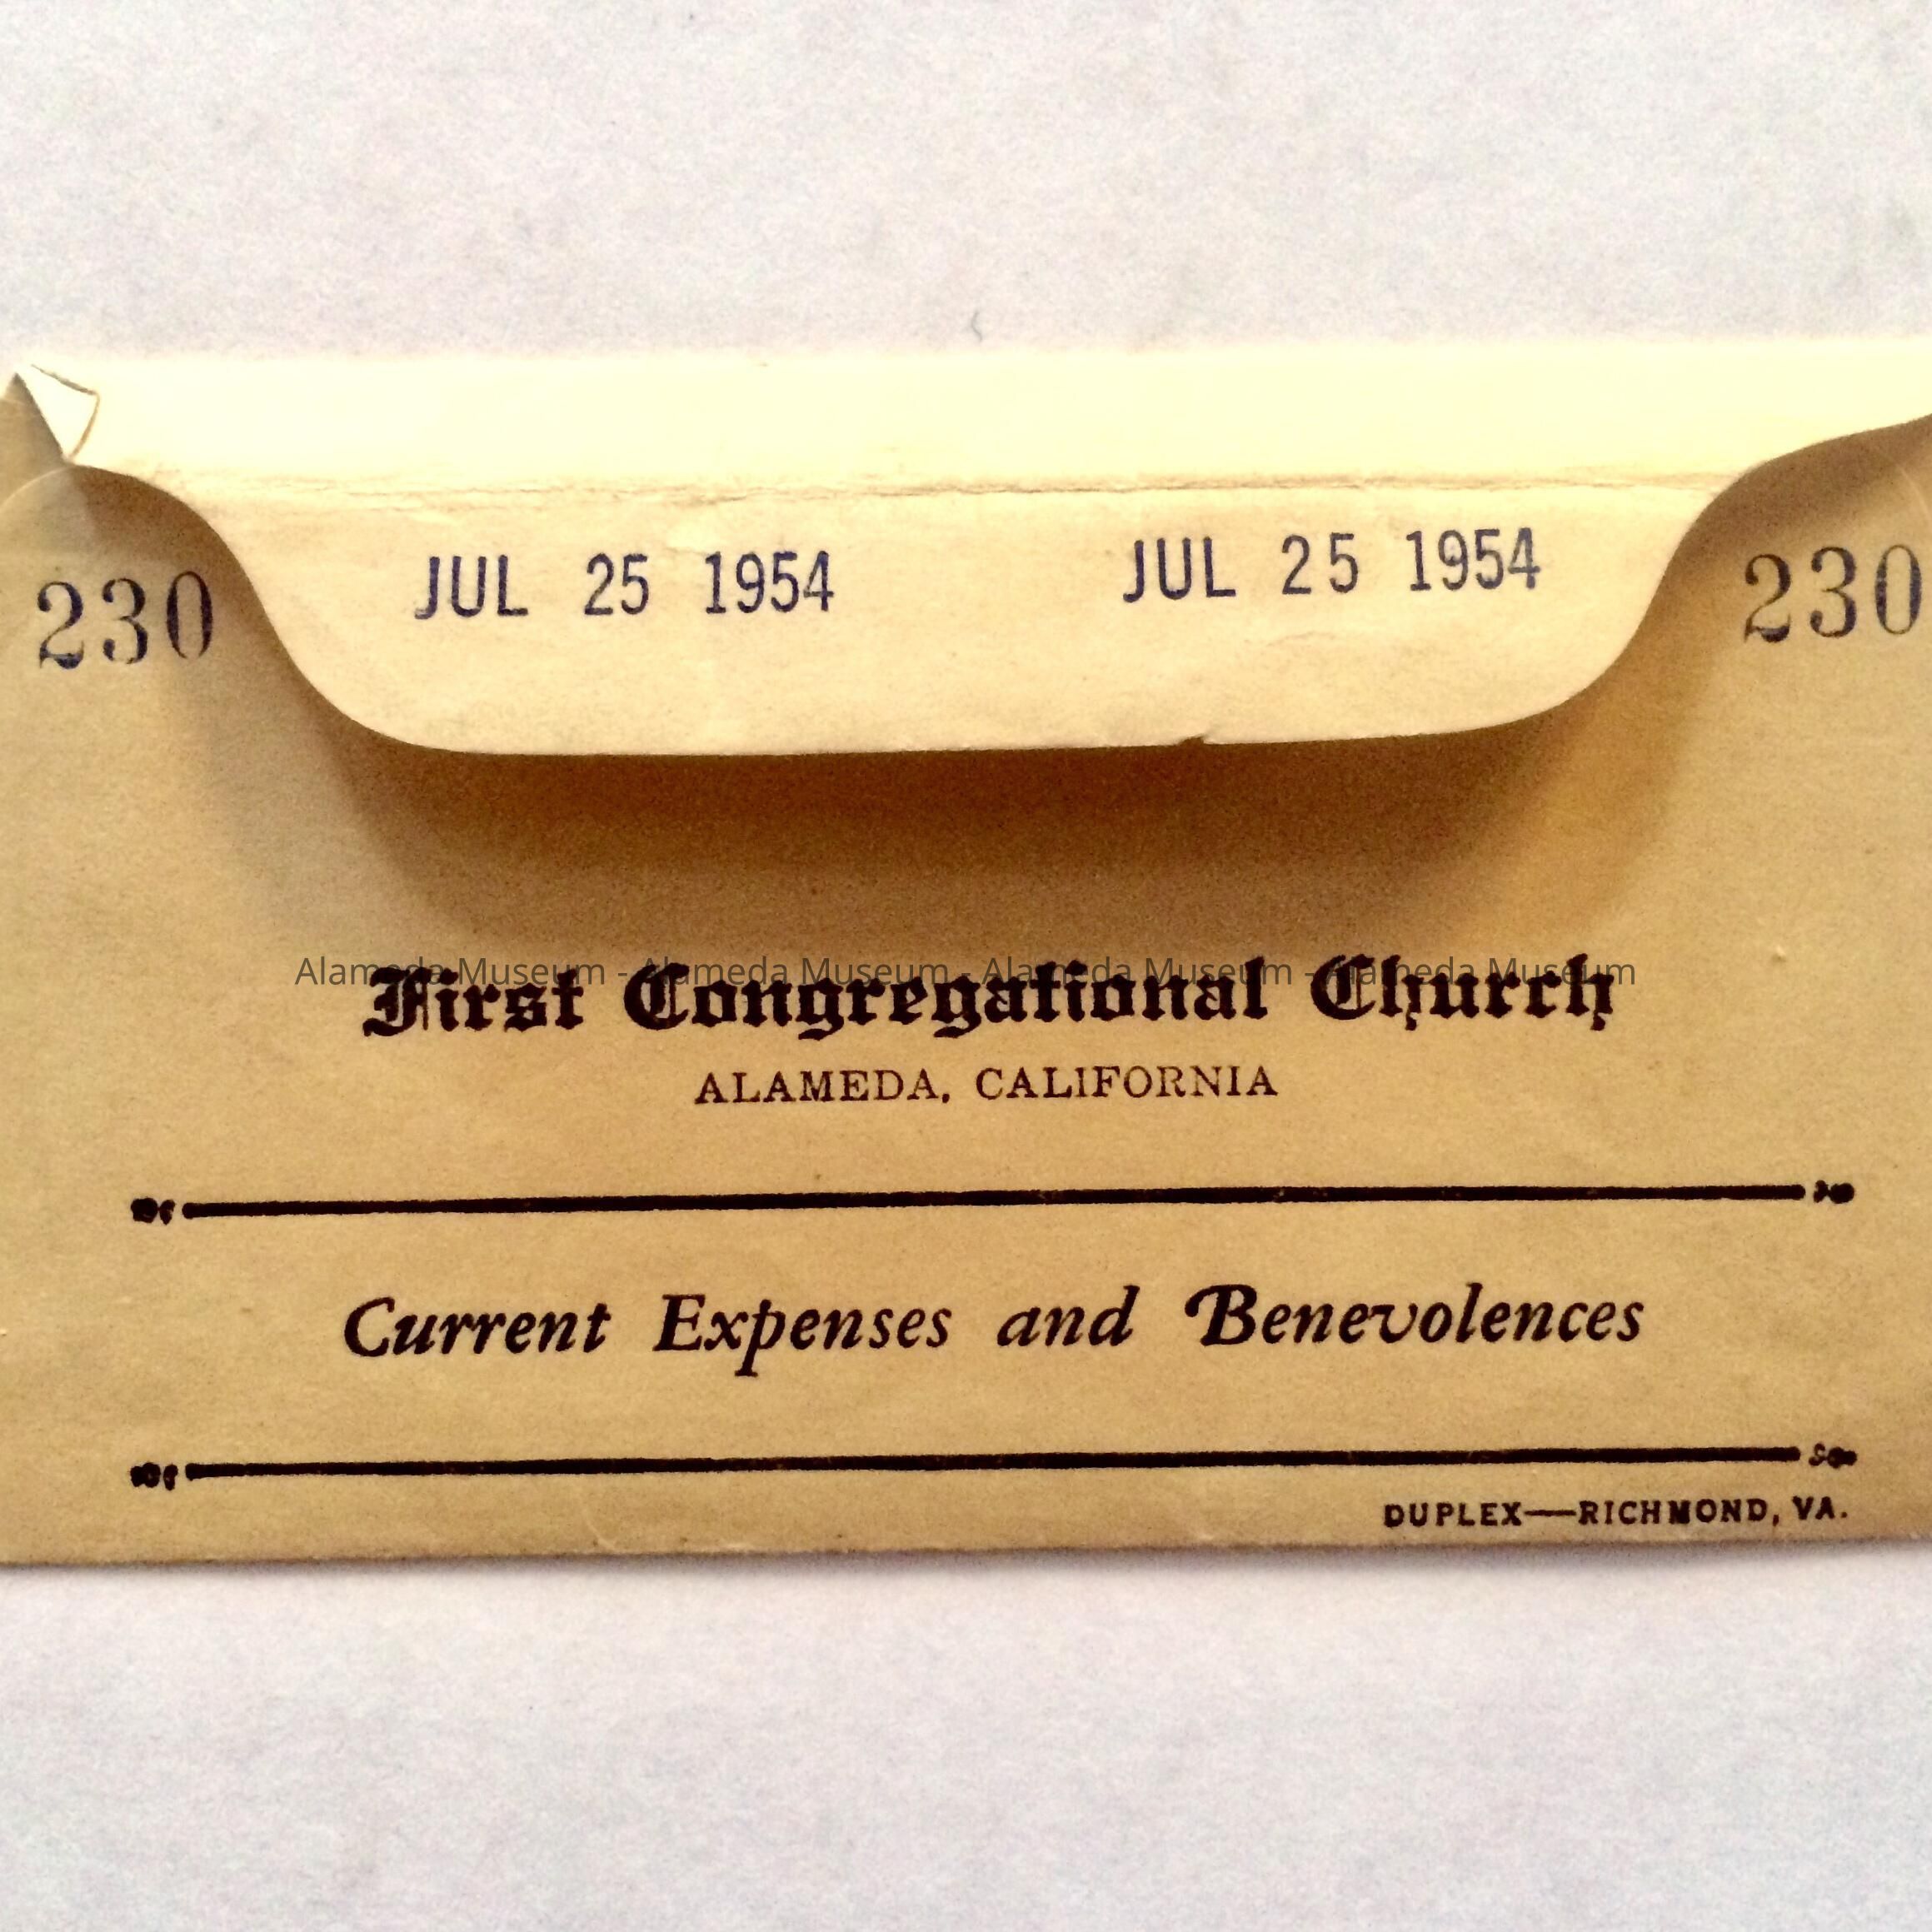 JUL 25 1954 JUL 25 1954
230 230
Alameda Museum - Alameda Museum - Alameda Museum - Alameda Museum
First Congregational Church
ALAMEDA, CALIFORNIA
Current Expenses and Benevolences
DUPLEX—RICHMOND, VA.